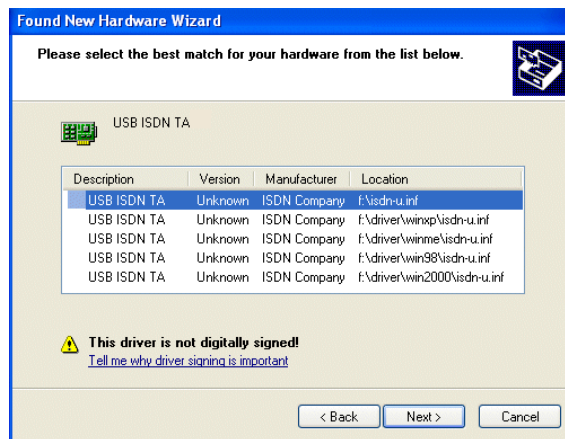 Found New Hardware Wizard
Please select the best match for your hardware from the list below.
USB ISDN TA
Description Version Manufacturer Location
USB ISDN TA Unknown ISDN Company f:\isdn-u.inf
USB ISDN TA Unknown ISDN Company f:\driver\winxp\isdn-u.inf
USB ISDN TA Unknown ISDN Company f:\driver\winme\isdn-u.inf
USB ISDN TA Unknown ISDN Company f:\driver\win98\isdn-u.inf
USB ISDN TA Unknown ISDN Company f:\driver\win2000\isdn-u.inf
This driver is not digitally signed!
Tell me why driver signing is important
< Back Next > Cancel